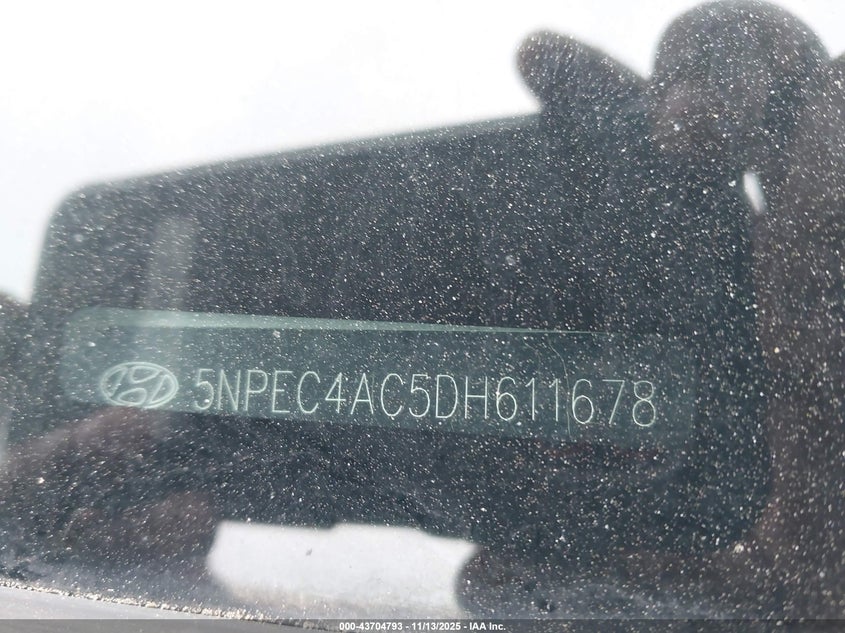 5NPEC4AC5DH611678
000-43704793 - 11/13/2025 - IAA Inc.